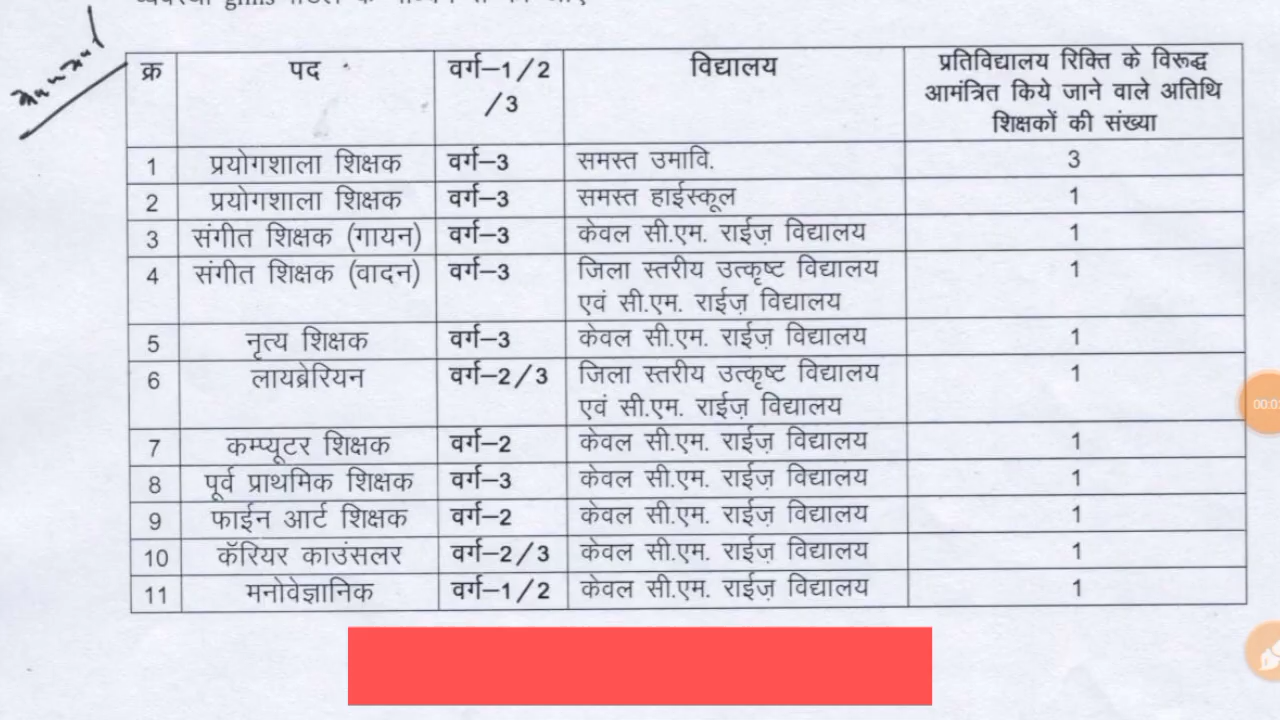 क्र पद वर्ग–1/2/3 विद्यालय प्रतिविद्यालय रिक्ति के विरूद्ध आमंत्रित किये जाने वाले अतिथि शिक्षकों की संख्या
1 प्रयोगशाला शिक्षक वर्ग–3 समस्त उमावि. 3
2 प्रयोगशाला शिक्षक वर्ग–3 समस्त हाईस्कूल 1
3 संगीत शिक्षक (गायन) वर्ग–3 केवल सी.एम. राईज़ विद्यालय 1
4 संगीत शिक्षक (वादन) वर्ग–3 जिला स्तरीय उत्कृष्ट विद्यालय 1
एवं सी.एम. राईज़ विद्यालय
5 नृत्य शिक्षक वर्ग–3 केवल सी.एम. राईज़ विद्यालय 1
6 लायब्रेरियन वर्ग–2/3 जिला स्तरीय उत्कृष्ट विद्यालय 1
एवं सी.एम. राईज़ विद्यालय
7 कम्प्यूटर शिक्षक वर्ग–2 केवल सी.एम. राईज़ विद्यालय 1
8 पूर्व प्राथमिक शिक्षक वर्ग–3 केवल सी.एम. राईज़ विद्यालय 1
9 फाईन आर्ट शिक्षक वर्ग–2 केवल सी.एम. राईज़ विद्यालय 1
10 कॅरियर काउंसलर वर्ग–2/3 केवल सी.एम. राईज़ विद्यालय 1
11 मनोवेज्ञानिक वर्ग–1/2 केवल सी.एम. राईज़ विद्यालय 1